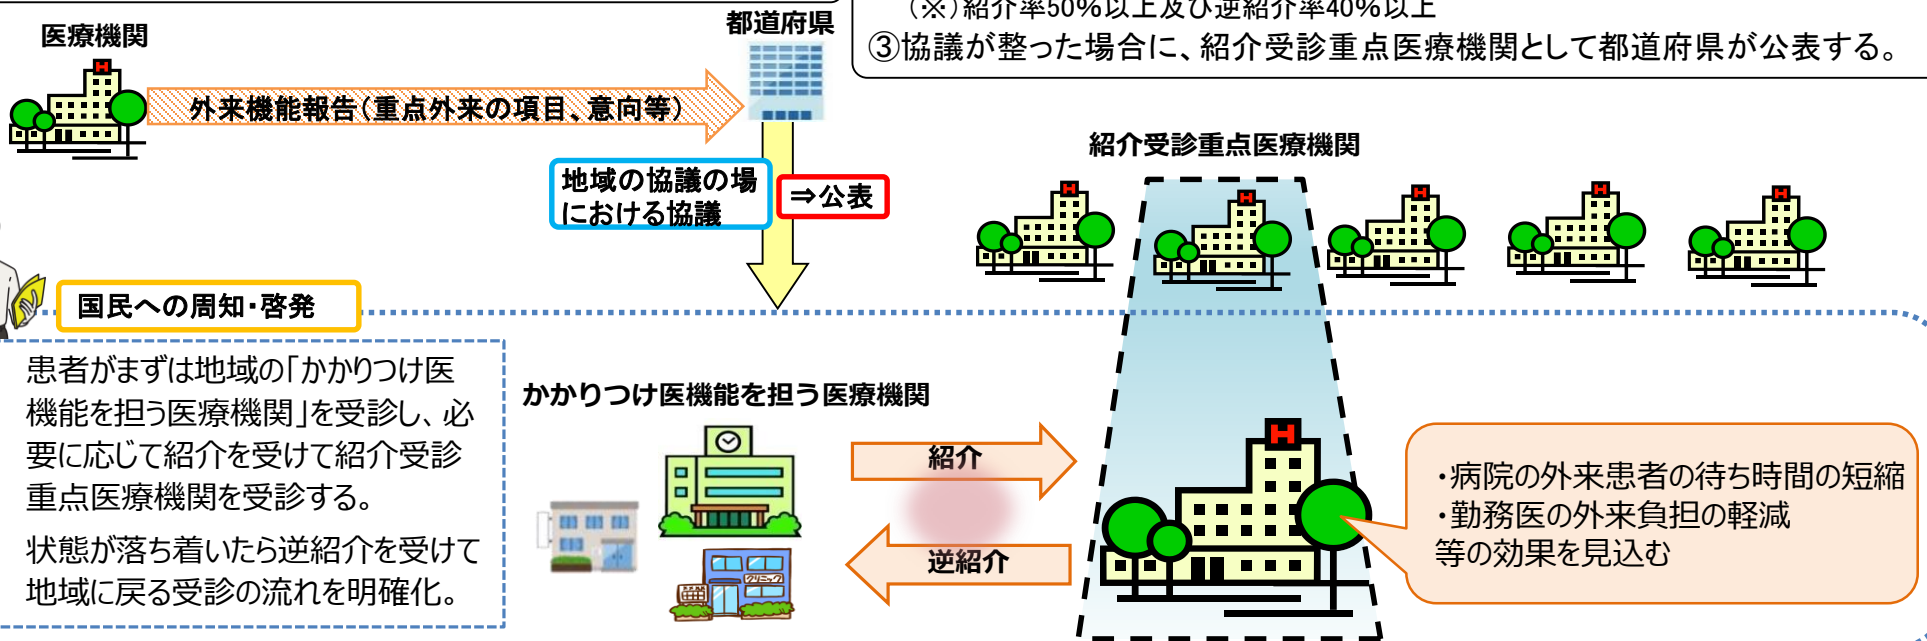 (※)紹介率50%以上及び逆紹介率40%以上
③協議が整った場合に、紹介受診重点医療機関として都道府県が公表する。
医療機関
都道府県
外来機能報告(重点外来の項目、意向等)
地域の協議の場
における協議
⇒公表
紹介受診重点医療機関
H
H
H
H
H
H
国民への周知・啓発
患者がまずは地域の「かかりつけ医
機能を担う医療機関」を受診し、必
要に応じて紹介を受けて紹介受診
重点医療機関を受診する。
状態が落ち着いたら逆紹介を受けて
地域に戻る受診の流れを明確化。
かかりつけ医機能を担う医療機関
クリニック
紹介
逆紹介
H
・病院の外来患者の待ち時間の短縮
・勤務医の外来負担の軽減
等の効果を見込む